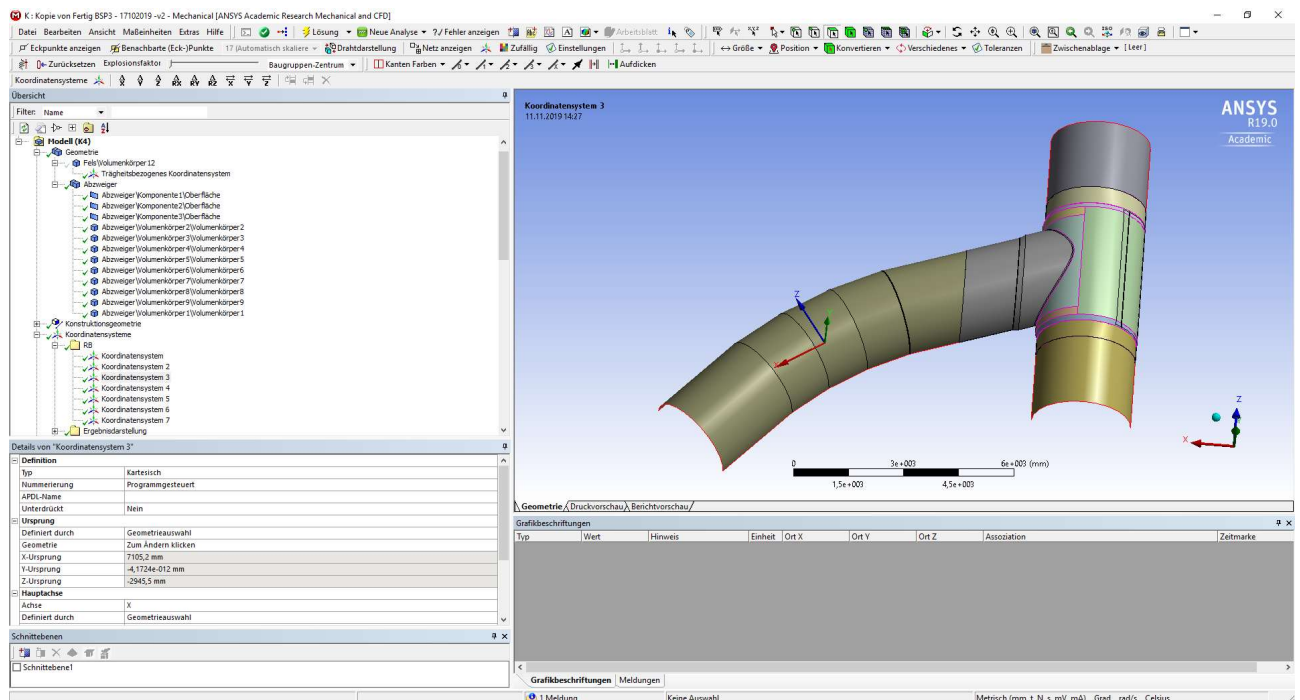 K : Kopie von Fertig BSP3 - 17102019 -v2 - Mechanical [ANSYS Academic Research Mechanical and CFD]
Datei Bearbeiten Ansicht Methode Maßeinheiten Extras Hilfe Lösung Neue Analyse ?/ Fehler anzeigen Arbeitsblatt
Eckpunkte anzeigen Benachbarte (Eck-)Punkte 17 (Automatisch skaliere Drahtdarstellung Netz anzeigen Zufällig Einstellungen Größe Position Konvertieren Verschiedenes Toleranzen Zwischenablage [Leer]
Zurücksetzen Explosionsfaktor Baugruppen-Zentrum Kanten Farben Aufdicken
Koordinatensysteme
Übersicht
Filter: Name
Modell (K4)
Geometrie
Fels\Volumenkörper12
Trägheitsbezogenes Koordinatensystem
Abzweiger
Abzweiger\Komponente1\Oberfläche
Abzweiger\Komponente2\Oberfläche
Abzweiger\Komponente3\Oberfläche
Abzweiger\Volumenkörper2\Volumenkörper2
Abzweiger\Volumenkörper3\Volumenkörper3
Abzweiger\Volumenkörper4\Volumenkörper4
Abzweiger\Volumenkörper5\Volumenkörper5
Abzweiger\Volumenkörper6\Volumenkörper6
Abzweiger\Volumenkörper7\Volumenkörper7
Abzweiger\Volumenkörper8\Volumenkörper8
Abzweiger\Volumenkörper9\Volumenkörper9
Abzweiger\Volumenkörper1\Volumenkörper1
Konstruktionsgeometrie
Koordinatensysteme
RB
Koordinatensystem
Koordinatensystem 2
Koordinatensystem 3
Koordinatensystem 4
Koordinatensystem 5
Koordinatensystem 6
Koordinatensystem 7
Ergebnisdarstellung
Details von "Koordinatensystem 3"
Definition
Typ Kartesisch
Nummerierung Programmgesteuert
APDL-Name
Unterdrückt Nein
Ursprung
Definiert durch Geometrieauswahl
Geometrie Zum Ändern klicken
X-Ursprung 7105,2 mm
Y-Ursprung -4,1724e-012 mm
Z-Ursprung -2945,5 mm
Hauptachse
Achse X
Definiert durch Geometrieauswahl
Schnittebenen
Schnittebene1
Koordinatensystem 3
11.11.2019 14:27
ANSYS
R19.0
Academic
Z
X
Z
X
0 3e+003 6e+003 (mm)
1,5e+003 4,5e+003
Geometrie Druckvorschau Berichtvorschau
Grafikbeschriftungen
Typ Wert Hinweis Einheit Ort X Ort Y Ort Z Assoziation Zeitmarke
Grafikbeschriftungen Meldungen
1 Meldung Keine Auswahl Metrisch (mm, t, N, s, mV, mA) Grad rad/s Celsius